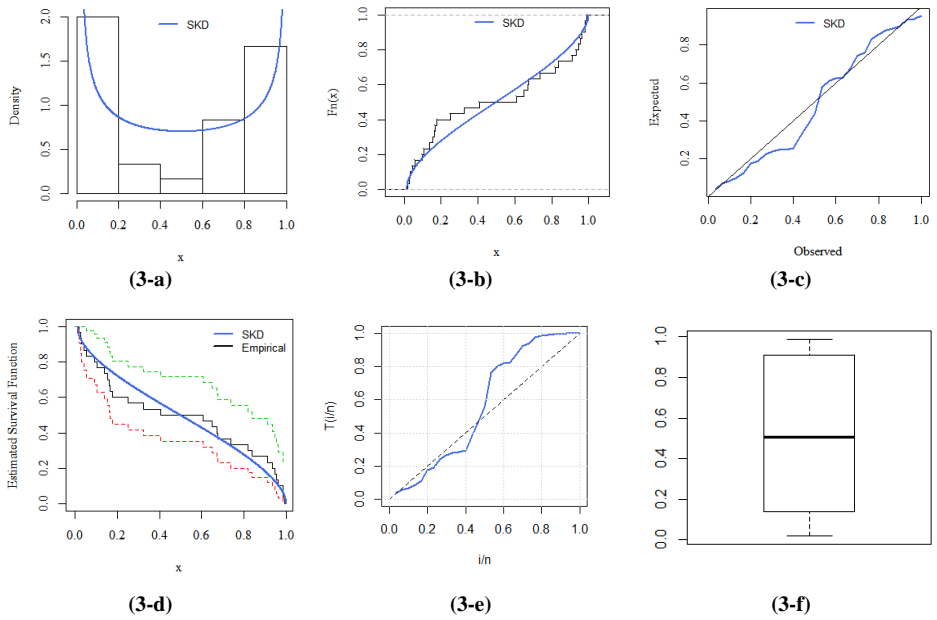 SKD
Density
0.0 0.5 1.0 1.5 2.0
0.0 0.2 0.4 0.6 0.8 1.0
x
(3-a)
SKD
Fn(x)
0.0 0.2 0.4 0.6 0.8 1.0
0.0 0.2 0.4 0.6 0.8 1.0
x
(3-b)
SKD
Expected
0.2 0.4 0.6 0.8
0.0 0.2 0.4 0.6 0.8 1.0
Observed
(3-c)
SKD
Empirical
Estimated Survival Function
0.0 0.2 0.4 0.6 0.8 1.0
0.0 0.2 0.4 0.6 0.8 1.0
x
(3-d)
T(i/n)
0.0 0.2 0.4 0.6 0.8 1.0
0.0 0.2 0.4 0.6 0.8 1.0
i/n
(3-e)
0.0 0.2 0.4 0.6 0.8 1.0
(3-f)